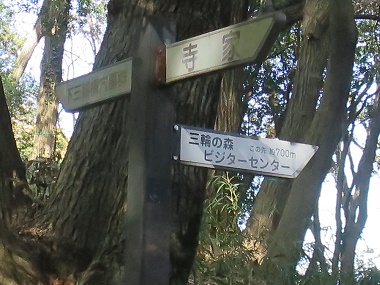 寺家
三輪の森 この先 約700m
ビジターセンター